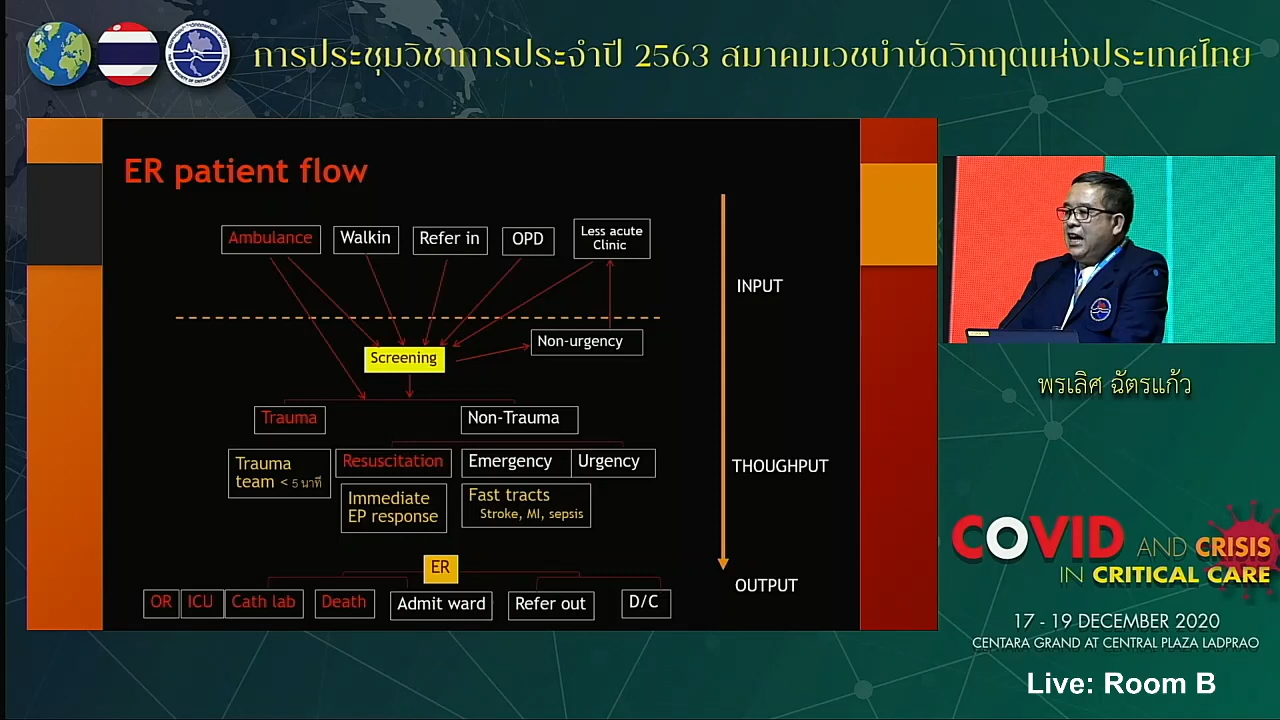 การประชุมวิชาการประจำปี 2563 สมาคมเวชบำบัดวิกฤตแห่งประเทศไทย
ER patient flow
Ambulance
Walkin
Refer in
OPD
Less acute
Clinic
INPUT
Non-urgency
Screening
Trauma
Non-Trauma
Trauma
team < 5 นาที
Resuscitation
Emergency
Urgency
THOUGHPUT
Immediate
EP response
Fast tracts
Stroke, MI, sepsis
ER
OUTPUT
OR
ICU
Cath lab
Death
Admit ward
Refer out
D/C
พรเลิศ ฉัตรแก้ว
COVID AND CRISIS
IN CRITICAL CARE
17 - 19 DECEMBER 2020
CENTARA GRAND AT CENTRAL PLAZA LADPRAO
Live: Room B